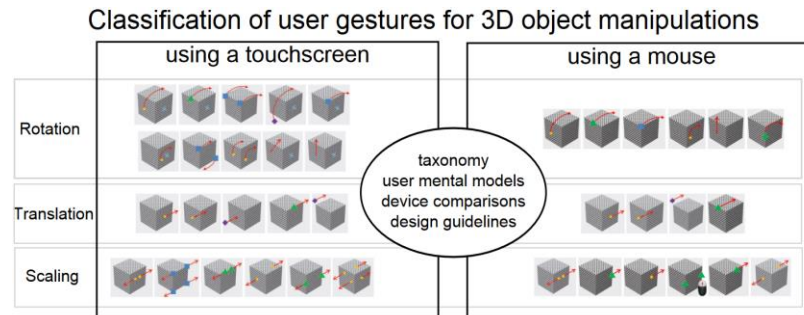 Classification of user gestures for 3D object manipulations
using a touchscreen
using a mouse
Rotation
taxonomy
user mental models
device comparisons
design guidelines
Translation
Scaling